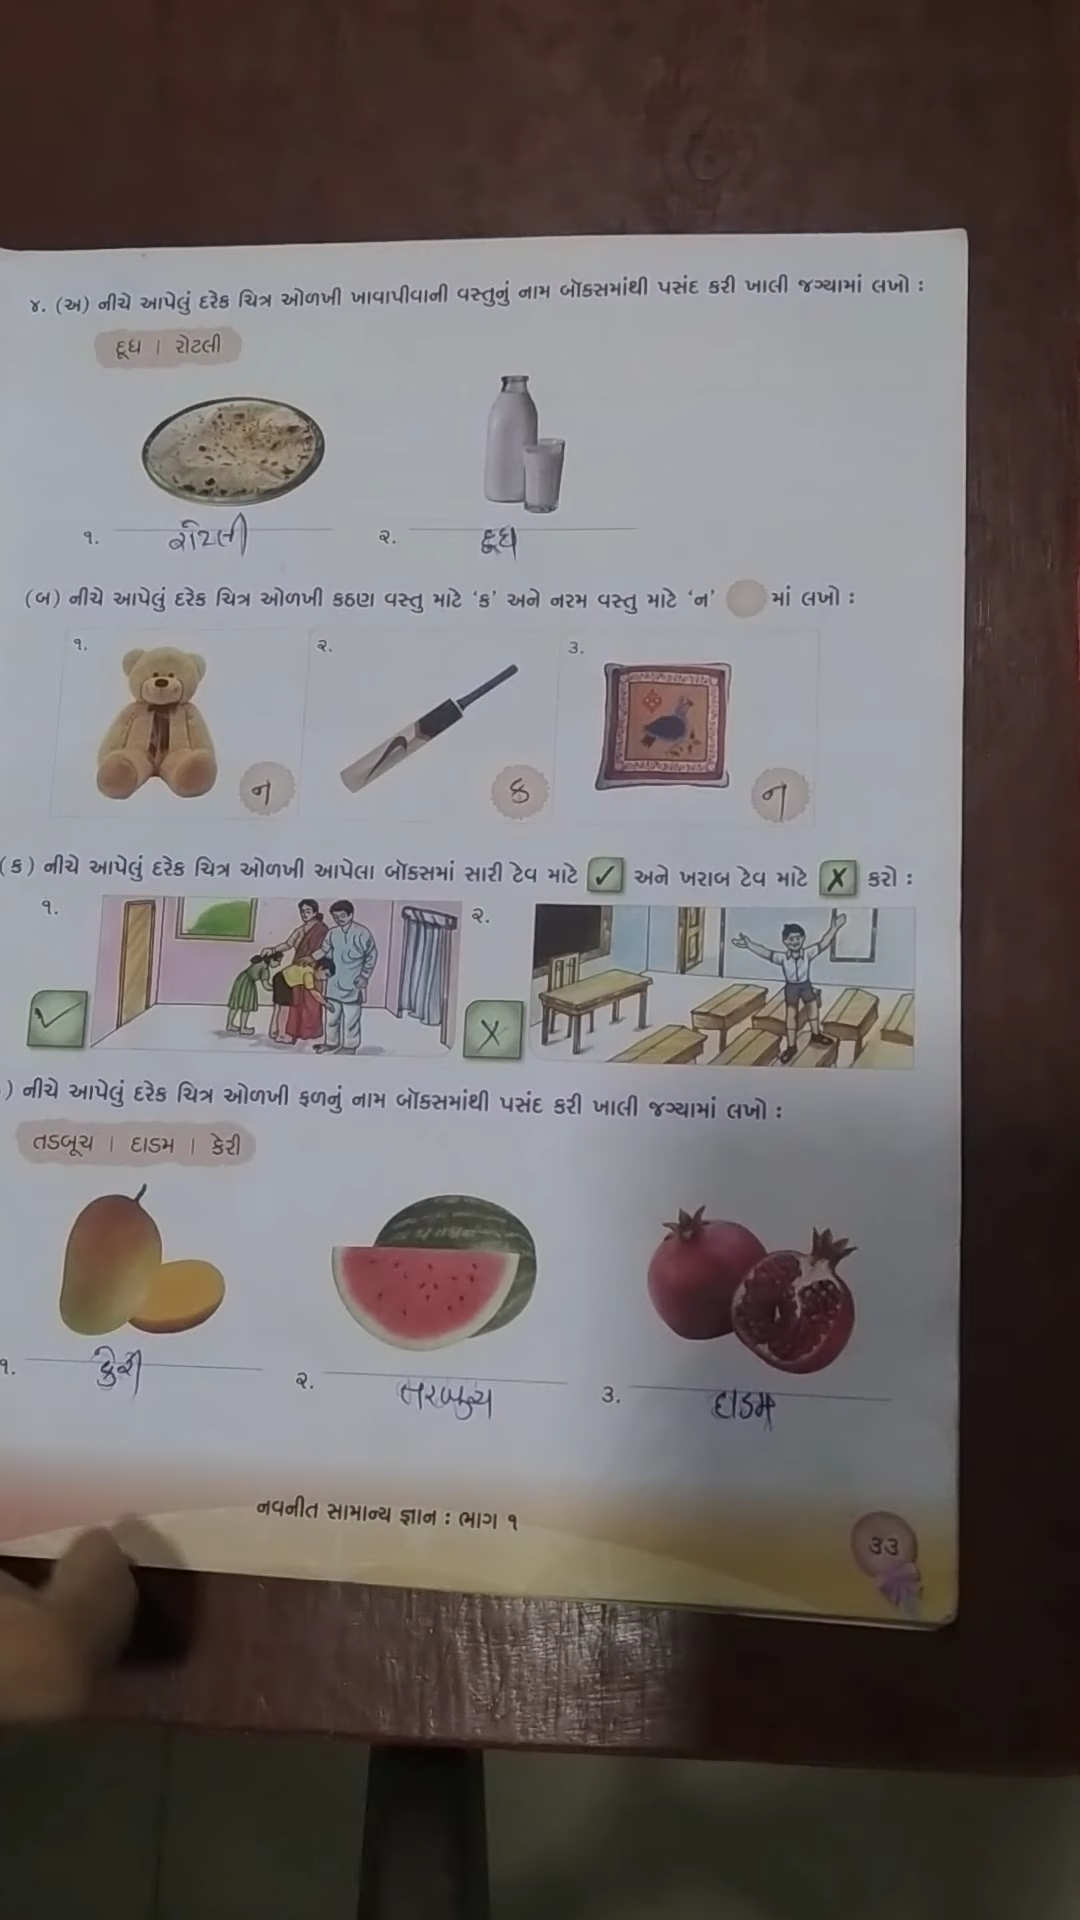 ૪. (અ) નીચે આપેલું દરેક ચિત્ર ઓળખી ખાવાપીવાની વસ્તુનું નામ બૉક્સમાંથી પસંદ કરી ખાલી જગ્યામાં લખો :
દૂધ । રોટલી
૧. રોટલી ૨. દૂધ
(બ) નીચે આપેલું દરેક ચિત્ર ઓળખી કઠણ વસ્તુ માટે ‘ક’ અને નરમ વસ્તુ માટે ‘ન’ માં લખો :
૧. ૨. ૩.
ન ક ન
(ક) નીચે આપેલું દરેક ચિત્ર ઓળખી આપેલા બૉક્સમાં સારી ટેવ માટે ✓ અને ખરાબ ટેવ માટે ✗ કરો :
૧. ૨.
✓ ✗
) નીચે આપેલું દરેક ચિત્ર ઓળખી ફળનું નામ બૉક્સમાંથી પસંદ કરી ખાલી જગ્યામાં લખો :
તડબૂચ । દાડમ । કેરી
૧. કેરી ૨. તરબુચ ૩. દાડમ
નવનીત સામાન્ય જ્ઞાન : ભાગ ૧
૩૩